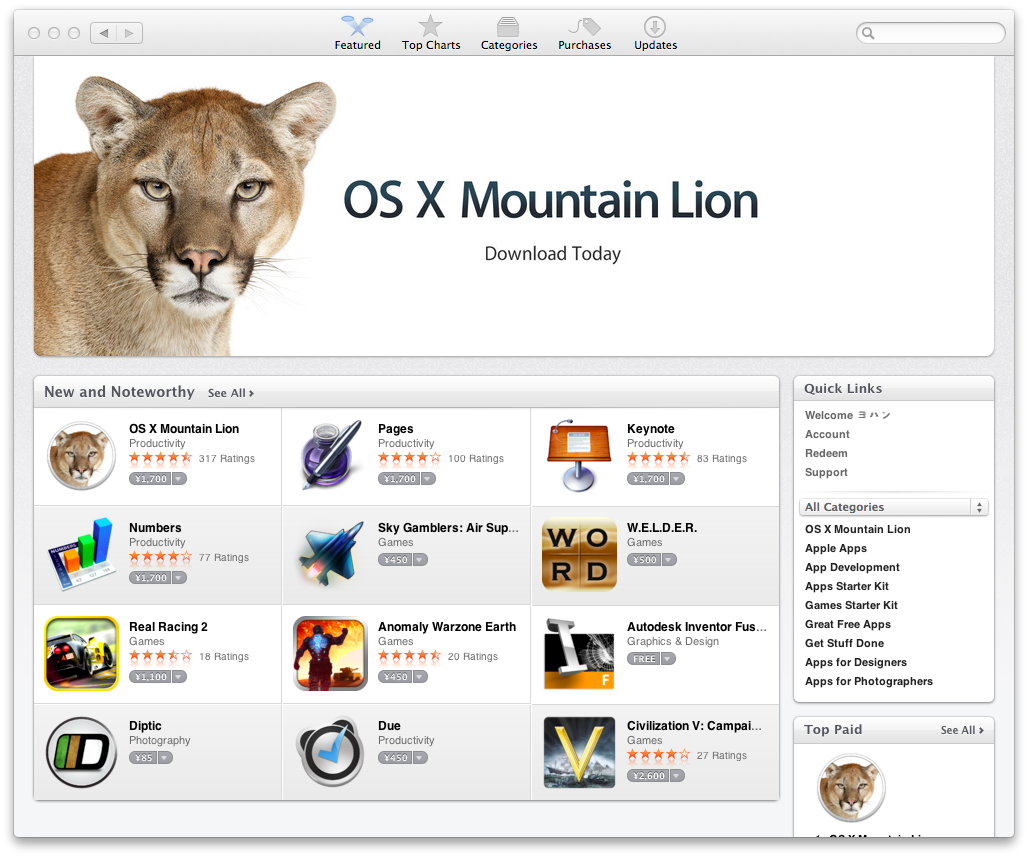 Featured
Top Charts
Categories
Purchases
Updates
OS X Mountain Lion
Download Today
New and Noteworthy See All ›
OS X Mountain Lion
Productivity
317 Ratings
¥1,700
Pages
Productivity
100 Ratings
¥1,700
Keynote
Productivity
83 Ratings
¥1,700
NUMBERS
Numbers
Productivity
77 Ratings
¥1,700
Sky Gamblers: Air Sup...
Games
¥450
WO
RD
W.E.L.D.E.R.
Games
¥500
Real Racing 2
Games
18 Ratings
¥1,100
Anomaly Warzone Earth
Games
20 Ratings
¥450
I
F
Autodesk Inventor Fus...
Graphics & Design
FREE
D
Diptic
Photography
¥85
Due
Productivity
¥450
V
Civilization V: Campai...
Games
27 Ratings
¥2,600
Quick Links
Welcome ヨハン
Account
Redeem
Support
All Categories
OS X Mountain Lion
Apple Apps
App Development
Apps Starter Kit
Games Starter Kit
Great Free Apps
Get Stuff Done
Apps for Designers
Apps for Photographers
Top Paid See All ›